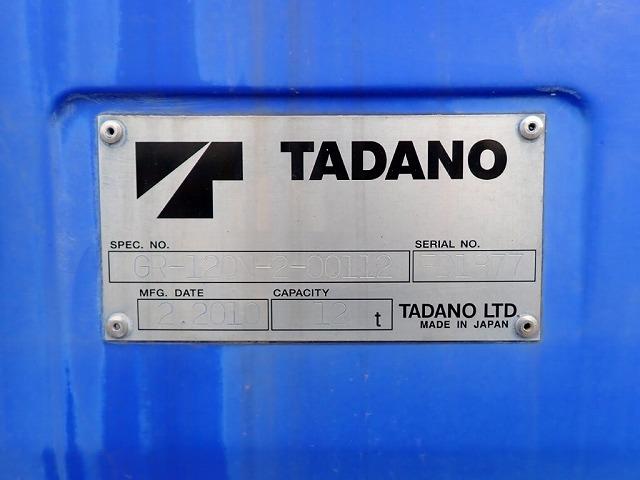 TADANO
SPEC. NO. SERIAL NO.
GR-120N-2-00112
MFG. DATE CAPACITY
2.2010 12 t
TADANO LTD.
MADE IN JAPAN